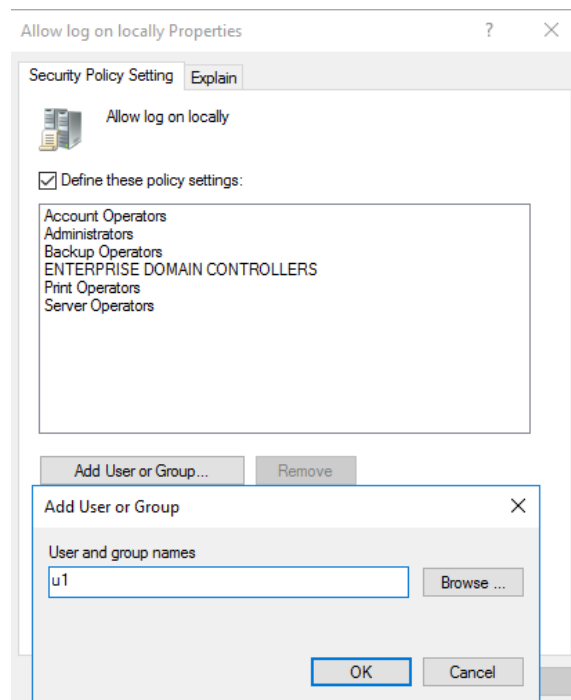 Allow log on locally Properties
?
Security Policy Setting
Explain
Allow log on locally
Define these policy settings:
Account Operators
Administrators
Backup Operators
ENTERPRISE DOMAIN CONTROLLERS
Print Operators
Server Operators
Add User or Group...
Remove
Add User or Group
User and group names
u1
Browse ...
OK
Cancel